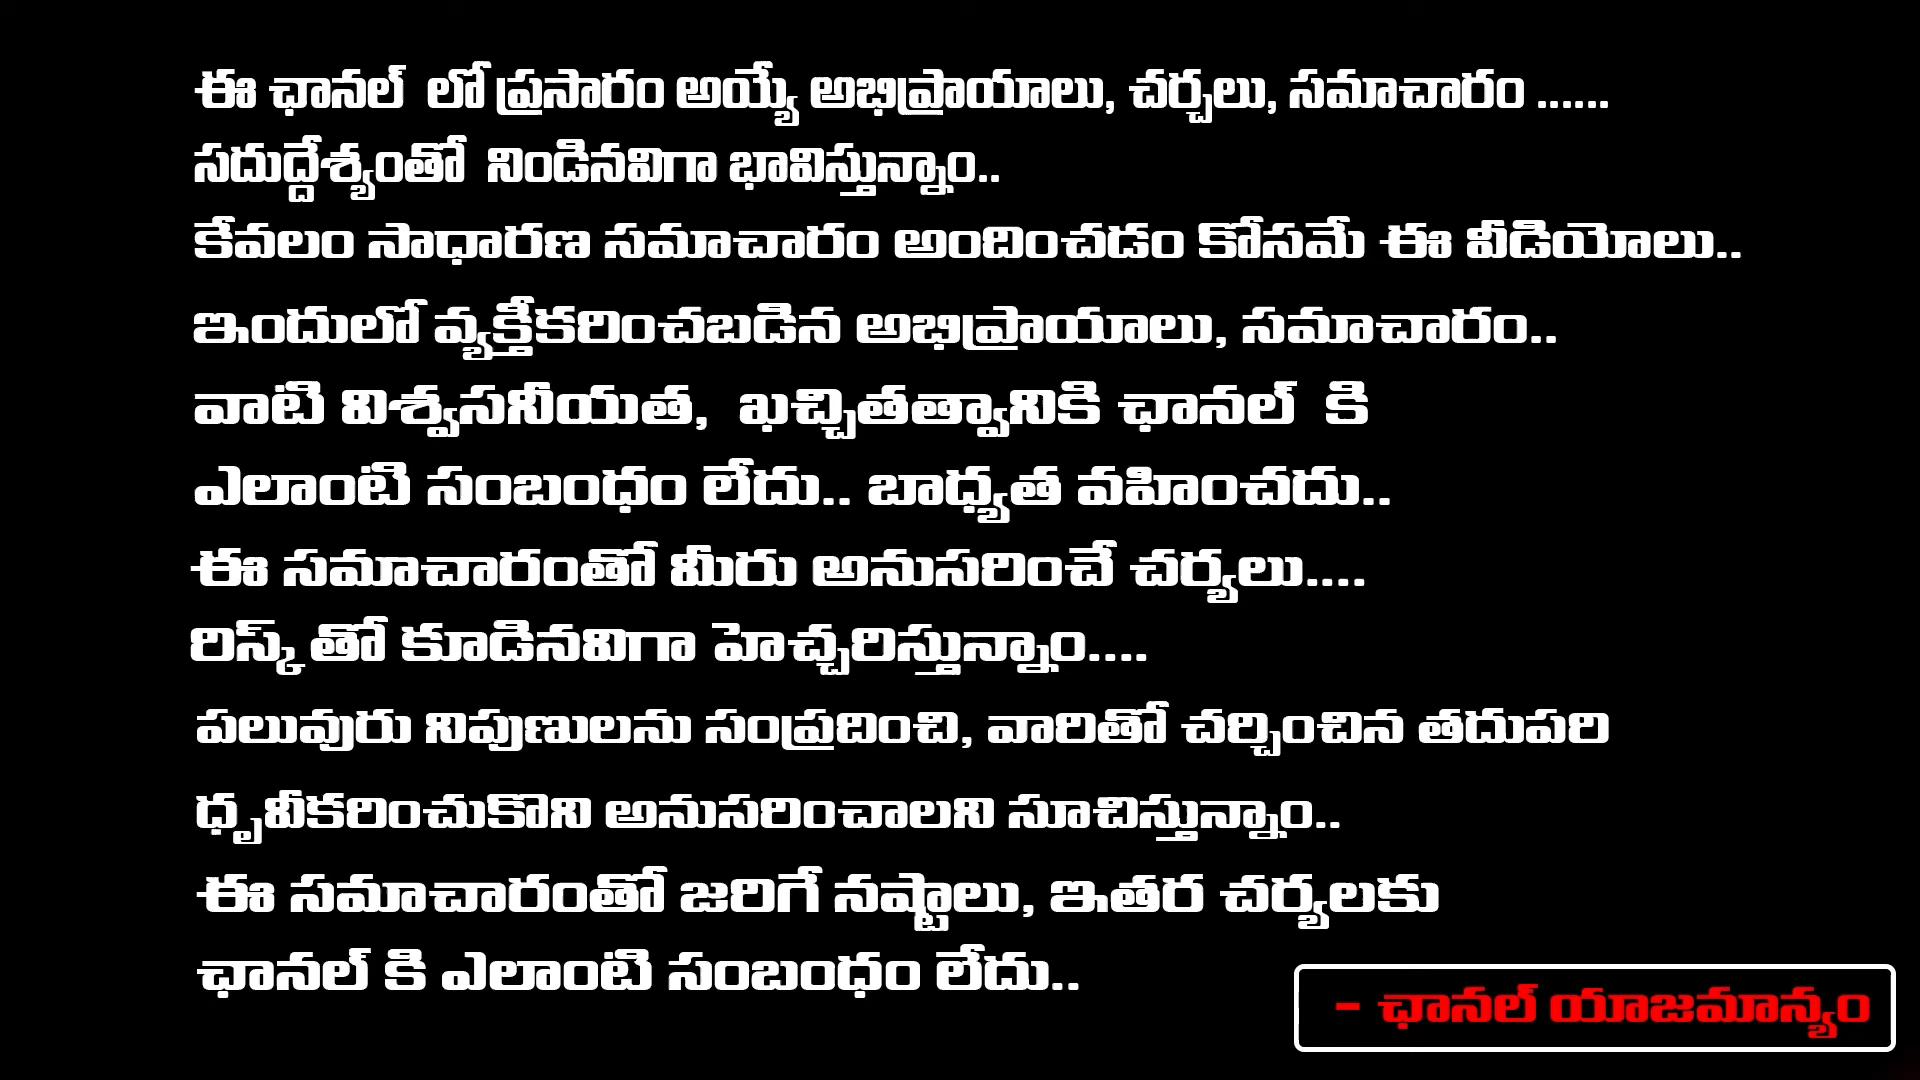 ఈ ఛానల్ లో ప్రసారం అయ్యే అభిప్రాయాలు, చర్చలు, సమాచారం ......
సదుద్దేశ్యంతో నిండినవిగా భావిస్తున్నాం..
కేవలం సాధారణ సమాచారం అందించడం కోసమే ఈ వీడియోలు..
ఇందులో వ్యక్తీకరించబడిన అభిప్రాయాలు, సమాచారం..
వాటి విశ్వసనీయత, ఖచ్చితత్వానికి ఛానల్ కి
ఎలాంటి సంబంధం లేదు.. బాధ్యత వహించదు..
ఈ సమాచారంతో మీరు అనుసరించే చర్యలు....
రిస్క్ తో కూడినవిగా హెచ్చరిస్తున్నాం....
పలువురు నిపుణులను సంప్రదించి, వారితో చర్చించిన తదుపరి
ధృవీకరించుకొని అనుసరించాలని సూచిస్తున్నాం..
ఈ సమాచారంతో జరిగే నష్టాలు, ఇతర చర్యలకు
ఛానల్ కి ఎలాంటి సంబంధం లేదు..
- ఛానల్ యాజమాన్యం